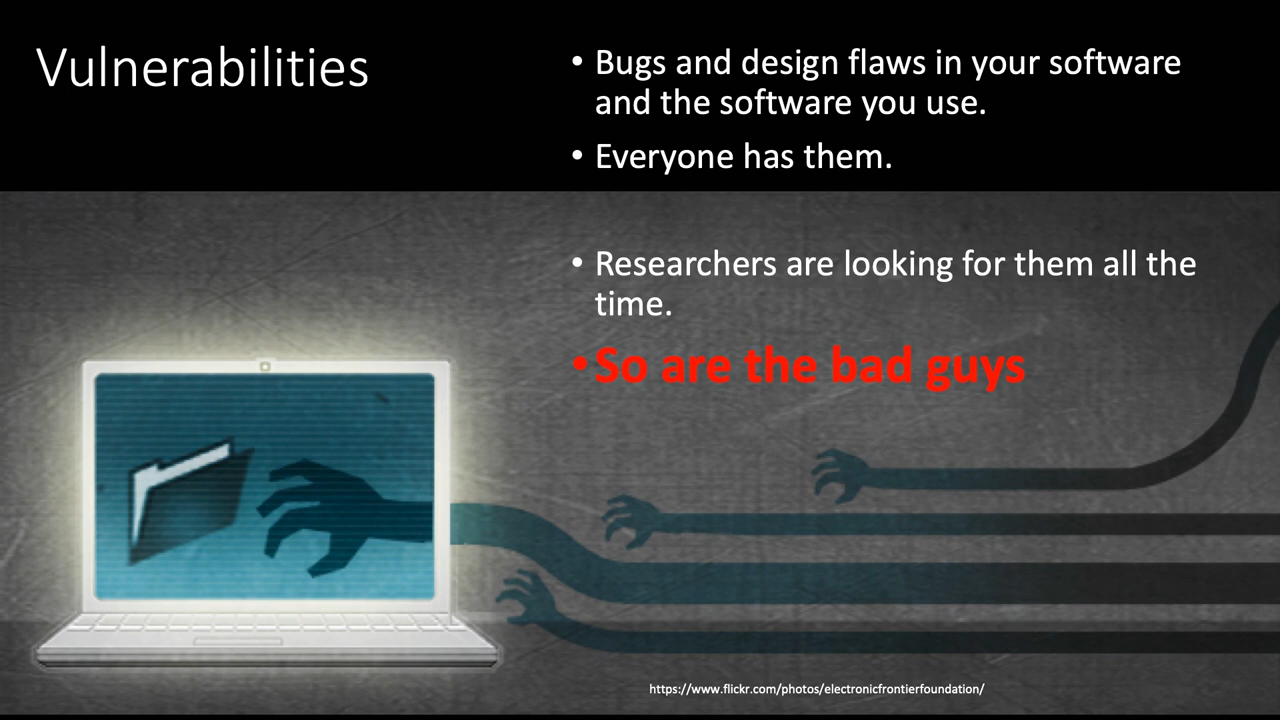 Vulnerabilities
• Bugs and design flaws in your software
and the software you use.
• Everyone has them.
• Researchers are looking for them all the
time.
• So are the bad guys
https://www.flickr.com/photos/electronicfrontierfoundation/